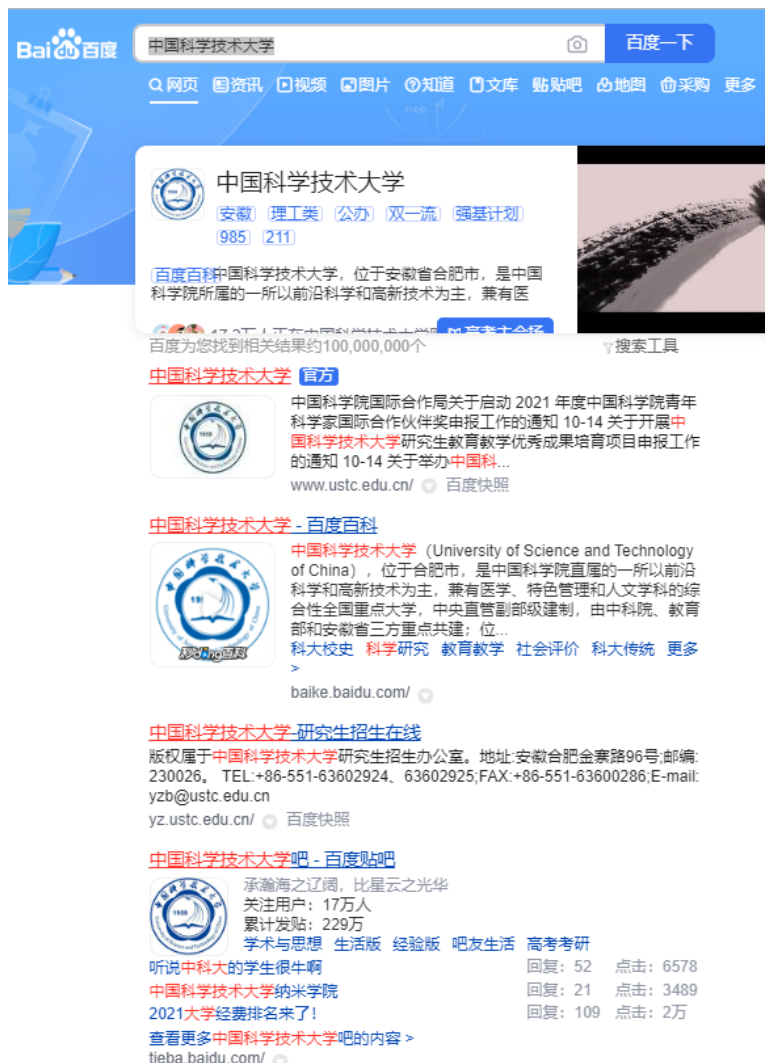 Bai du 百度
中国科学技术大学
百度一下
网页 资讯 视频 图片 知道 文库 贴吧 地图 采购 更多
中国科学技术大学
安徽 理工类 公办 双一流 强基计划
985 211
百度百科中国科学技术大学，位于安徽省合肥市，是中国
科学院所属的一所以前沿科学和高新技术为主，兼有医
百度为您找到相关结果约100,000,000个
搜索工具
中国科学技术大学 官方
中国科学院国际合作局关于启动 2021 年度中国科学院青年
科学家国际合作伙伴奖申报工作的通知 10-14 关于开展中
国科学技术大学研究生教育教学优秀成果培育项目申报工作
的通知 10-14 关于举办中国科...
www.ustc.edu.cn/ 百度快照
中国科学技术大学 - 百度百科
中国科学技术大学（University of Science and Technology
of China），位于合肥市，是中国科学院直属的一所以前沿
科学和高新技术为主，兼有医学、特色管理和人文学科的综
合性全国重点大学，中央直管副部级建制，由中科院、教育
部和安徽省三方重点共建；位...
秒dong百科
科大校史 科学研究 教育教学 社会评价 科大传统 更多
>
baike.baidu.com/
中国科学技术大学-研究生招生在线
版权属于中国科学技术大学研究生招生办公室。地址:安徽合肥金寨路96号;邮编:
230026。 TEL:+86-551-63602924、63602925;FAX:+86-551-63600286;E-mail:
yzb@ustc.edu.cn
yz.ustc.edu.cn/ 百度快照
中国科学技术大学吧 - 百度贴吧
承瀚海之辽阔，比星云之光华
关注用户：17万人
累计发贴：229万
学术与思想 生活版 经验版 吧友生活 高考考研
听说中科大的学生很牛啊 回复：52 点击：6578
中国科学技术大学纳米学院 回复：21 点击：3489
2021大学经费排名来了! 回复：109 点击：2万
查看更多中国科学技术大学吧的内容 >
tieba.baidu.com/